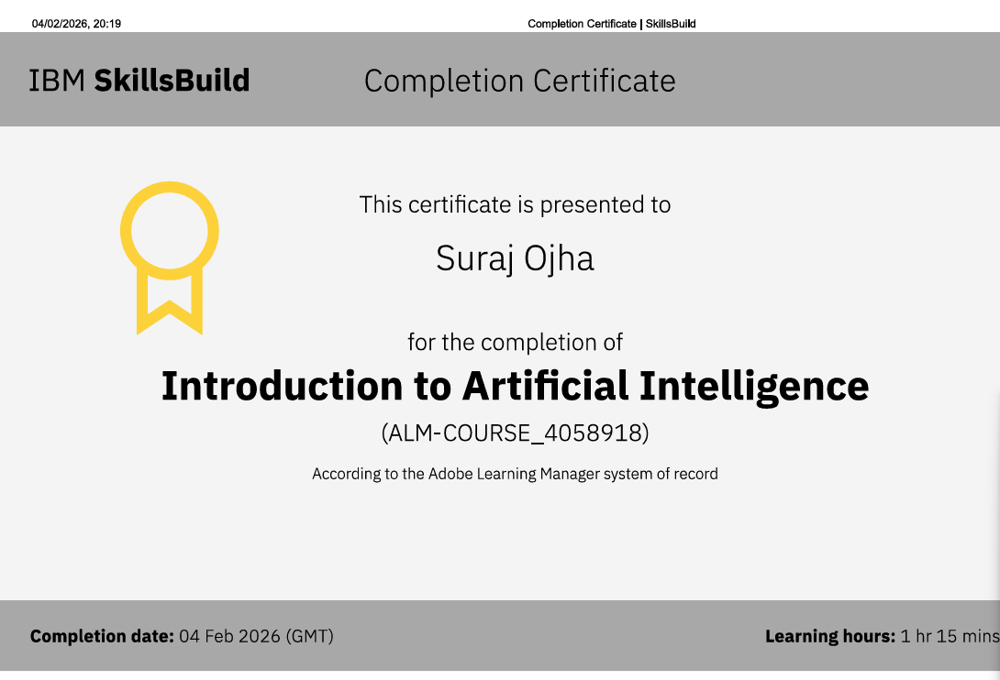 04/02/2026, 20:19 Completion Certificate | SkillsBuild
IBM SkillsBuild Completion Certificate
This certificate is presented to
Suraj Ojha
for the completion of
Introduction to Artificial Intelligence
(ALM-COURSE_4058918)
According to the Adobe Learning Manager system of record
Completion date: 04 Feb 2026 (GMT) Learning hours: 1 hr 15 mins